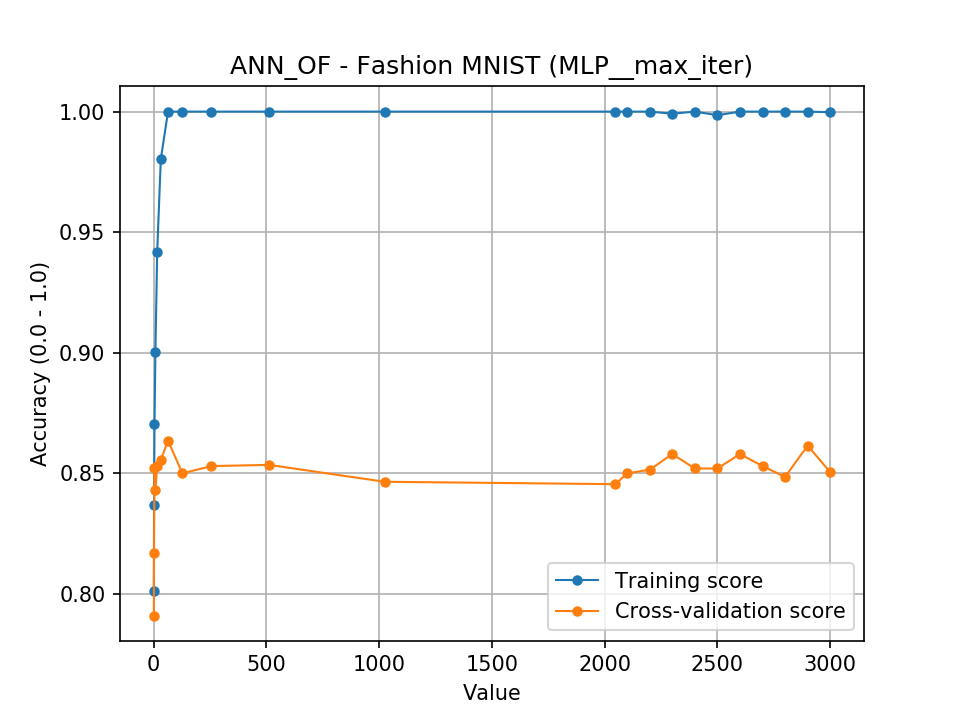 ANN_OF - Fashion MNIST (MLP__max_iter)
Accuracy (0.0 - 1.0)
1.00
0.95
0.90
0.85
0.80
Training score
Cross-validation score
0 500 1000 1500 2000 2500 3000
Value